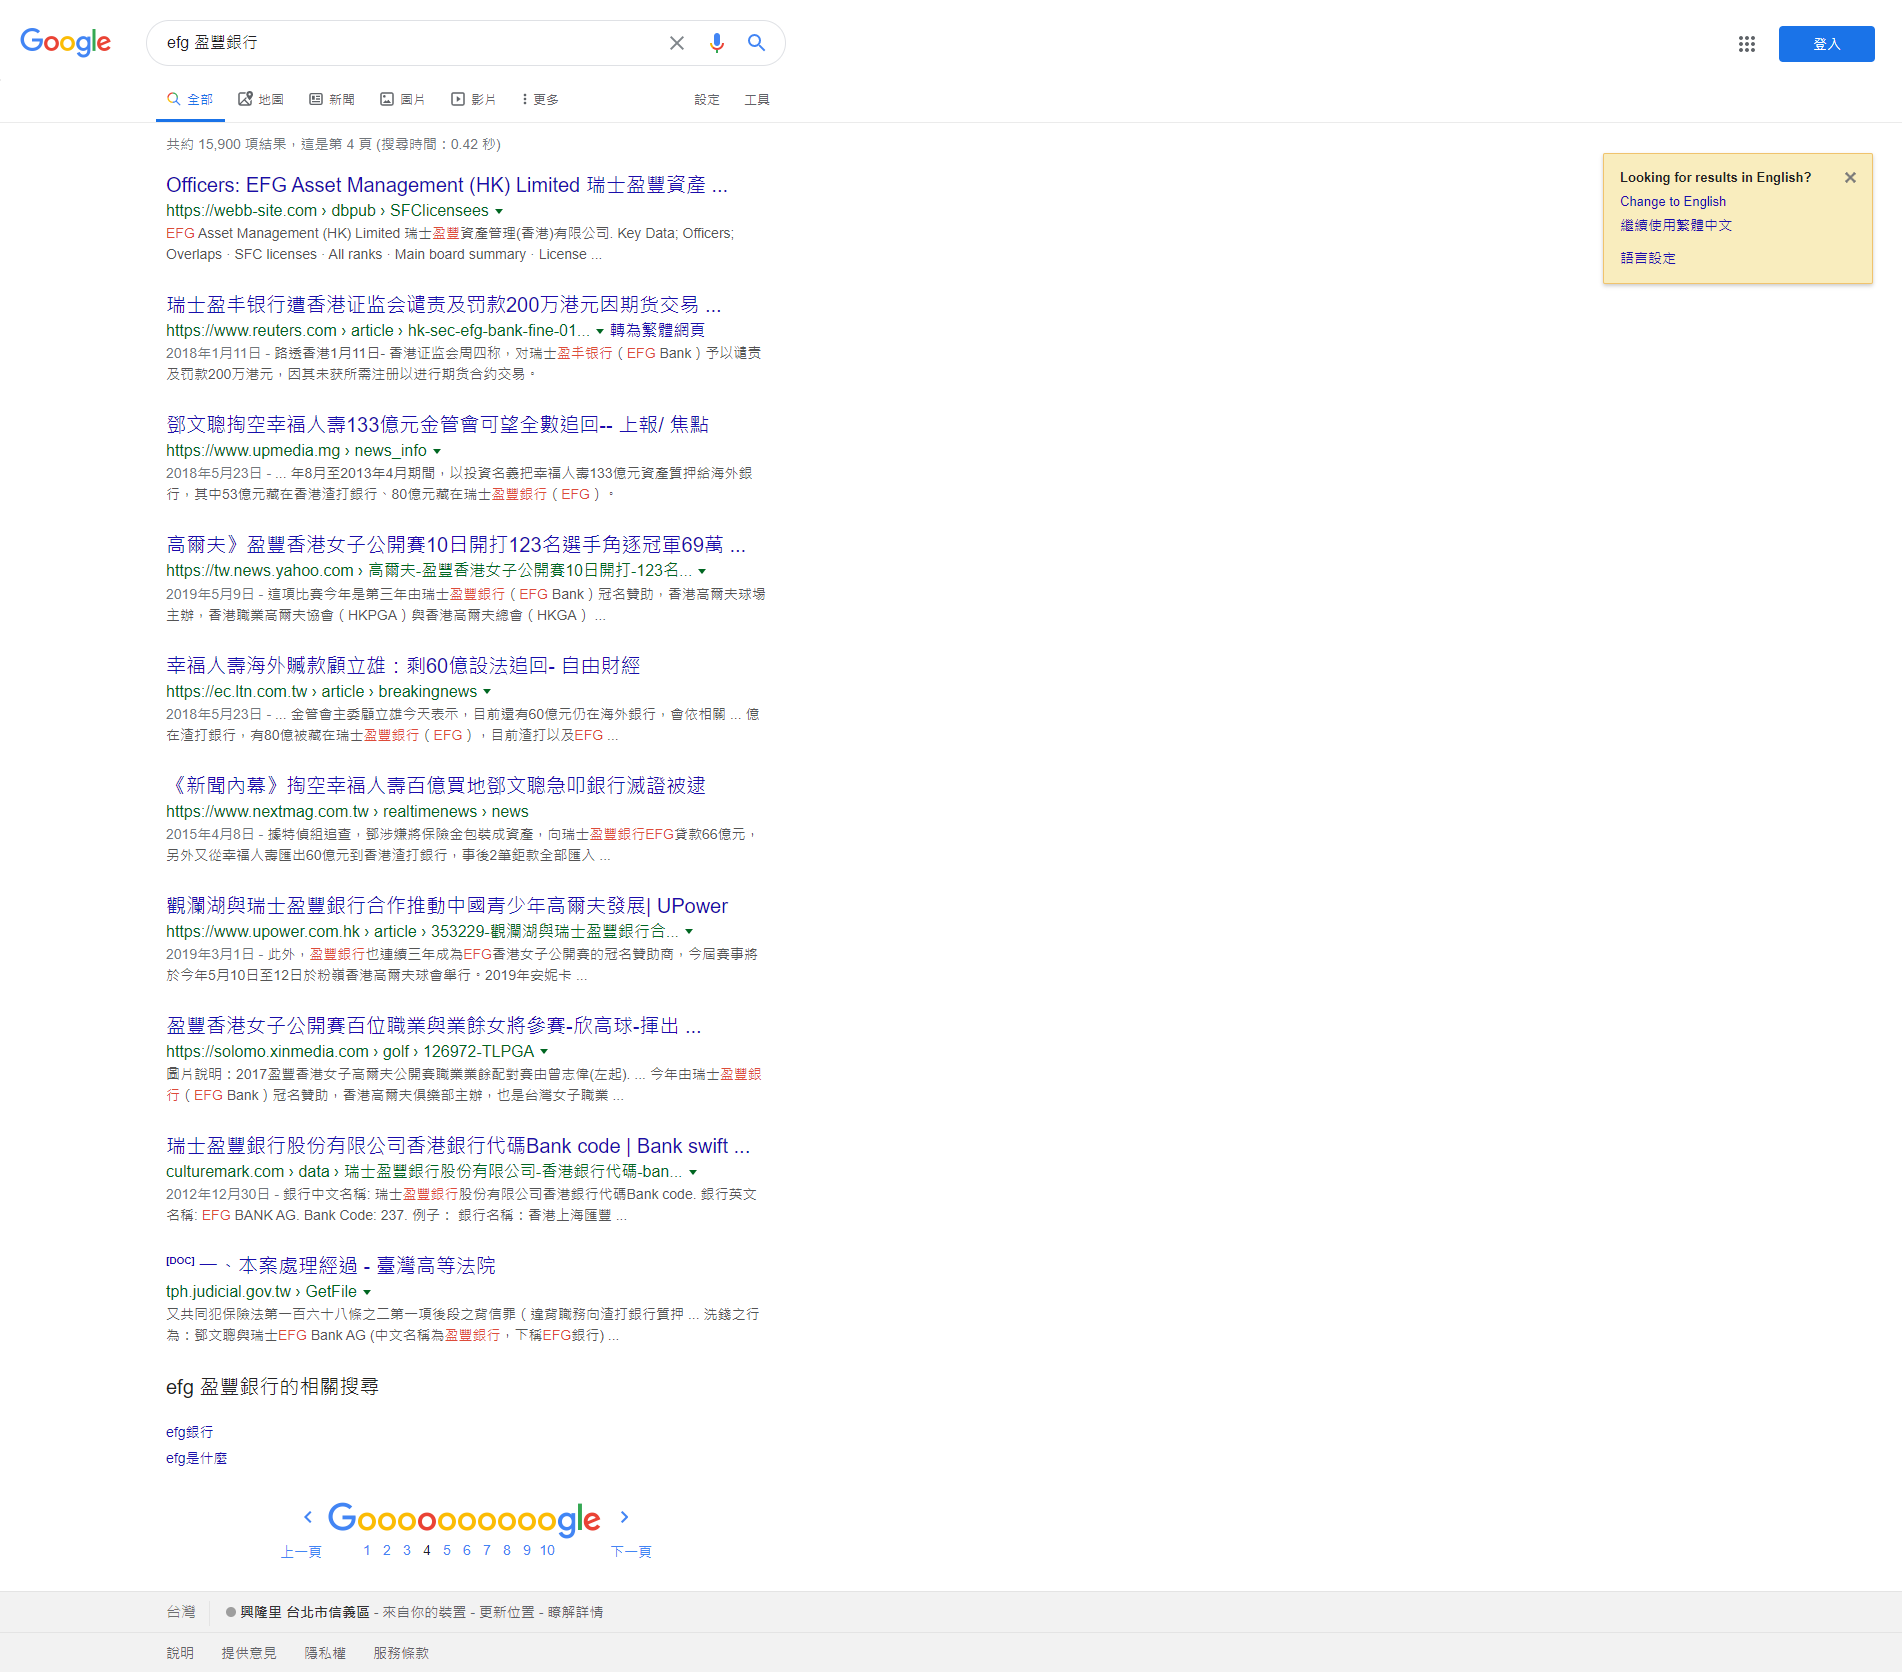 Google
efg 盈豐銀行
登入
全部 地圖 新聞 圖片 影片 更多 設定 工具
共約 15,900 項結果，這是第 4 頁 (搜尋時間：0.42 秒)
Looking for results in English?
Change to English
繼續使用繁體中文
語言設定
Officers: EFG Asset Management (HK) Limited 瑞士盈豐資產 ...
https://webb-site.com › dbpub › SFClicensees
EFG Asset Management (HK) Limited 瑞士盈豐資產管理(香港)有限公司. Key Data; Officers;
Overlaps · SFC licenses · All ranks · Main board summary · License ...
瑞士盈丰银行遭香港证监会谴责及罚款200万港元因期货交易 ...
https://www.reuters.com › article › hk-sec-efg-bank-fine-01... 轉為繁體網頁
2018年1月11日 - 路透香港1月11日- 香港证监会周四称，对瑞士盈丰银行（EFG Bank）予以谴责
及罚款200万港元，因其未获所需注册以进行期货合约交易。
鄧文聰掏空幸福人壽133億元金管會可望全數追回-- 上報/ 焦點
https://www.upmedia.mg › news_info
2018年5月23日 - ... 年8月至2013年4月期間，以投資名義把幸福人壽133億元資產質押給海外銀
行，其中53億元藏在香港渣打銀行、80億元藏在瑞士盈豐銀行（EFG）。
高爾夫》盈豐香港女子公開賽10日開打123名選手角逐冠軍69萬 ...
https://tw.news.yahoo.com › 高爾夫-盈豐香港女子公開賽10日開打-123名...
2019年5月9日 - 這項比賽今年是第三年由瑞士盈豐銀行（EFG Bank）冠名贊助，香港高爾夫球場
主辦，香港職業高爾夫協會（HKPGA）與香港高爾夫總會（HKGA） ...
幸福人壽海外贓款顧立雄：剩60億設法追回- 自由財經
https://ec.ltn.com.tw › article › breakingnews
2018年5月23日 - ... 金管會主委顧立雄今天表示，目前還有60億元仍在海外銀行，會依相關 ... 億
在渣打銀行，有80億被藏在瑞士盈豐銀行（EFG），目前渣打以及EFG ...
《新聞內幕》掏空幸福人壽百億買地鄧文聰急叩銀行滅證被逮
https://www.nextmag.com.tw › realtimenews › news
2015年4月8日 - 據特偵組追查，鄧涉嫌將保險金包裝成資產，向瑞士盈豐銀行EFG貸款66億元，
另外又從幸福人壽匯出60億元到香港渣打銀行，事後2筆鉅款全部匯入 ...
觀瀾湖與瑞士盈豐銀行合作推動中國青少年高爾夫發展| UPower
https://www.upower.com.hk › article › 353229-觀瀾湖與瑞士盈豐銀行合...
2019年3月1日 - 此外，盈豐銀行也連續三年成為EFG香港女子公開賽的冠名贊助商，今屆賽事將
於今年5月10日至12日於粉嶺香港高爾夫球會舉行。2019年安妮卡 ...
盈豐香港女子公開賽百位職業與業餘女將參賽-欣高球-揮出 ...
https://solomo.xinmedia.com › golf › 126972-TLPGA
圖片說明：2017盈豐香港女子高爾夫公開賽職業業餘配對賽由曾志偉(左起). ... 今年由瑞士盈豐銀
行（EFG Bank）冠名贊助，香港高爾夫俱樂部主辦，也是台灣女子職業 ...
瑞士盈豐銀行股份有限公司香港銀行代碼Bank code | Bank swift ...
culturemark.com › data › 瑞士盈豐銀行股份有限公司-香港銀行代碼-ban...
2012年12月30日 - 銀行中文名稱: 瑞士盈豐銀行股份有限公司香港銀行代碼Bank code. 銀行英文
名稱: EFG BANK AG. Bank Code: 237. 例子： 銀行名稱：香港上海匯豐 ...
[DOC] 一、本案處理經過 - 臺灣高等法院
tph.judicial.gov.tw › GetFile
又共同犯保險法第一百六十八條之二第一項後段之背信罪（違背職務向渣打銀行質押 ... 洗錢之行
為：鄧文聰與瑞士EFG Bank AG (中文名稱為盈豐銀行，下稱EFG銀行) ...
efg 盈豐銀行的相關搜尋
efg銀行
efg是什麼
Goooooooooogle
上一頁 1 2 3 4 5 6 7 8 9 10 下一頁
台灣 興隆里 台北市信義區 - 來自你的裝置 - 更新位置 - 瞭解詳情
說明 提供意見 隱私權 服務條款